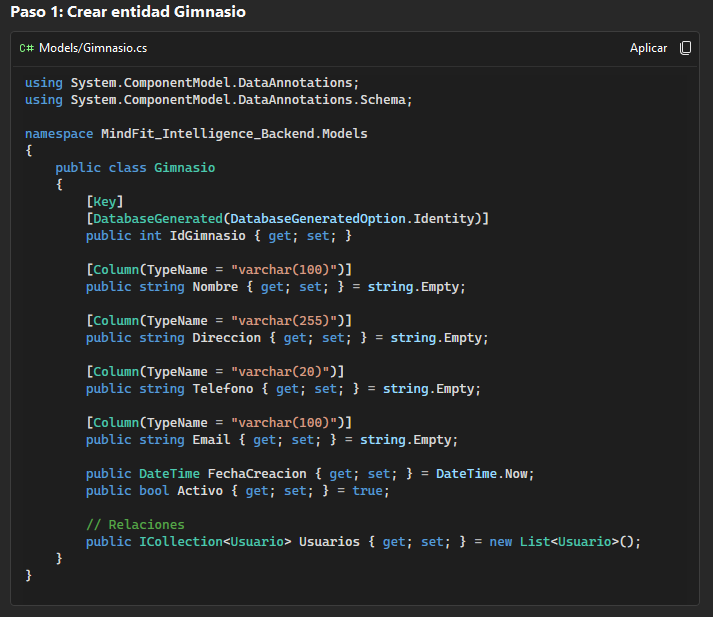 Paso 1: Crear entidad Gimnasio
C# Models/Gimnasio.cs Aplicar
using System.ComponentModel.DataAnnotations;
using System.ComponentModel.DataAnnotations.Schema;
namespace MindFit_Intelligence_Backend.Models
{
    public class Gimnasio
    {
        [Key]
        [DatabaseGenerated(DatabaseGeneratedOption.Identity)]
        public int IdGimnasio { get; set; }
        [Column(TypeName = "varchar(100)")]
        public string Nombre { get; set; } = string.Empty;
        [Column(TypeName = "varchar(255)")]
        public string Direccion { get; set; } = string.Empty;
        [Column(TypeName = "varchar(20)")]
        public string Telefono { get; set; } = string.Empty;
        [Column(TypeName = "varchar(100)")]
        public string Email { get; set; } = string.Empty;
        public DateTime FechaCreacion { get; set; } = DateTime.Now;
        public bool Activo { get; set; } = true;
        // Relaciones
        public ICollection<Usuario> Usuarios { get; set; } = new List<Usuario>();
    }
}